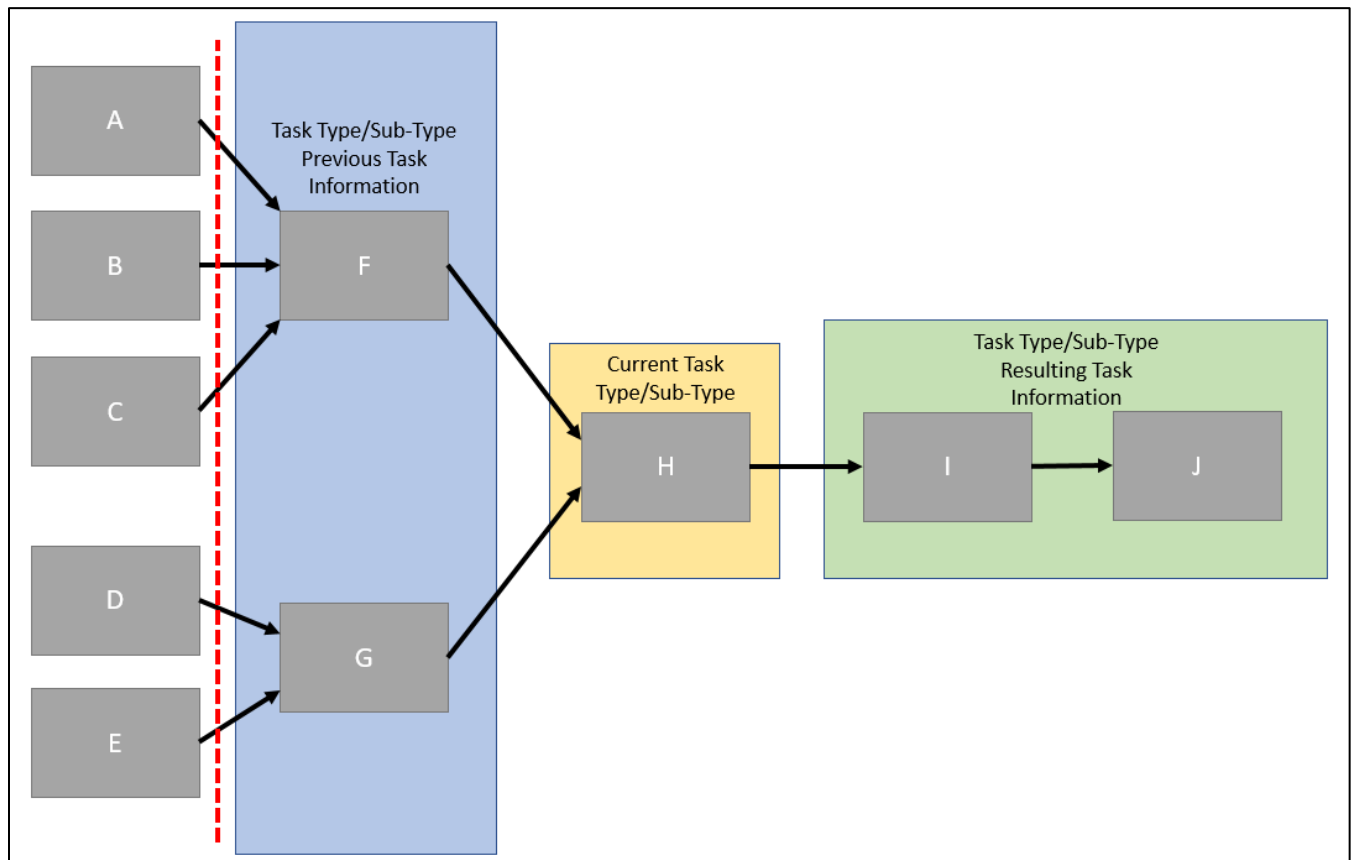 A
B
C
D
E
Task Type/Sub-Type
Previous Task
Information
F
G
Current Task
Type/Sub-Type
H
Task Type/Sub-Type
Resulting Task
Information
I
J